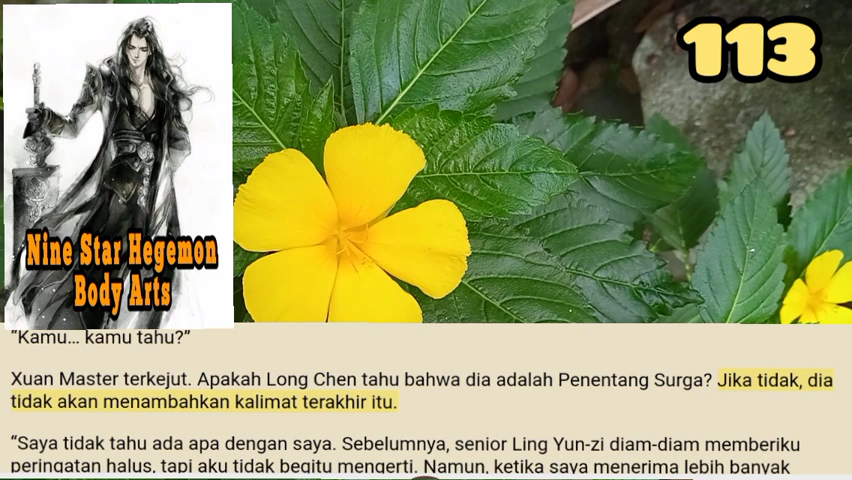 113
Nine Star Hegemon
Body Arts
“Kamu... kamu tahu?”
Xuan Master terkejut. Apakah Long Chen tahu bahwa dia adalah Penentang Surga? Jika tidak, dia
tidak akan menambahkan kalimat terakhir itu.
“Saya tidak tahu ada apa dengan saya. Sebelumnya, senior Ling Yun-zi diam-diam memberiku
peringatan halus, tapi aku tidak begitu mengerti. Namun, ketika saya menerima lebih banyak